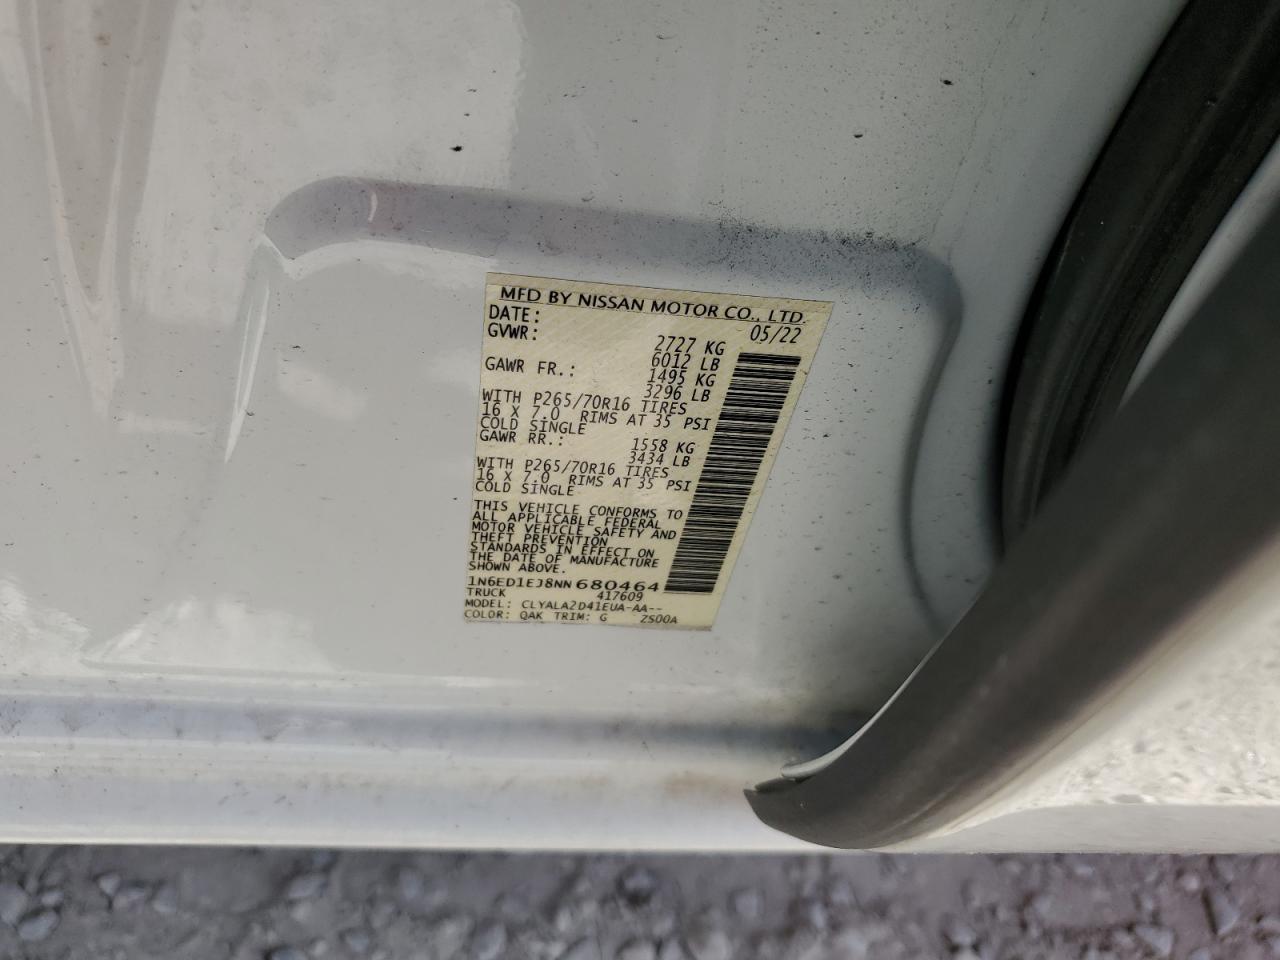 MFD BY NISSAN MOTOR CO., LTD.
DATE: 05/22
GVWR: 2727 KG
6012 LB
GAWR FR.: 1495 KG
3296 LB
WITH P265/70R16 TIRES
16 X 7.0 RIMS AT 35 PSI
COLD SINGLE
GAWR RR.: 1558 KG
3434 LB
WITH P265/70R16 TIRES
16 X 7.0 RIMS AT 35 PSI
COLD SINGLE
THIS VEHICLE CONFORMS TO
ALL APPLICABLE FEDERAL
MOTOR VEHICLE SAFETY AND
THEFT PREVENTION
STANDARDS IN EFFECT ON
THE DATE OF MANUFACTURE
SHOWN ABOVE.
1N6ED1EJ8NN680464
TRUCK 417609
MODEL: CLYALA2D41EUA-AA--
COLOR: QAK TRIM: G ZS00A